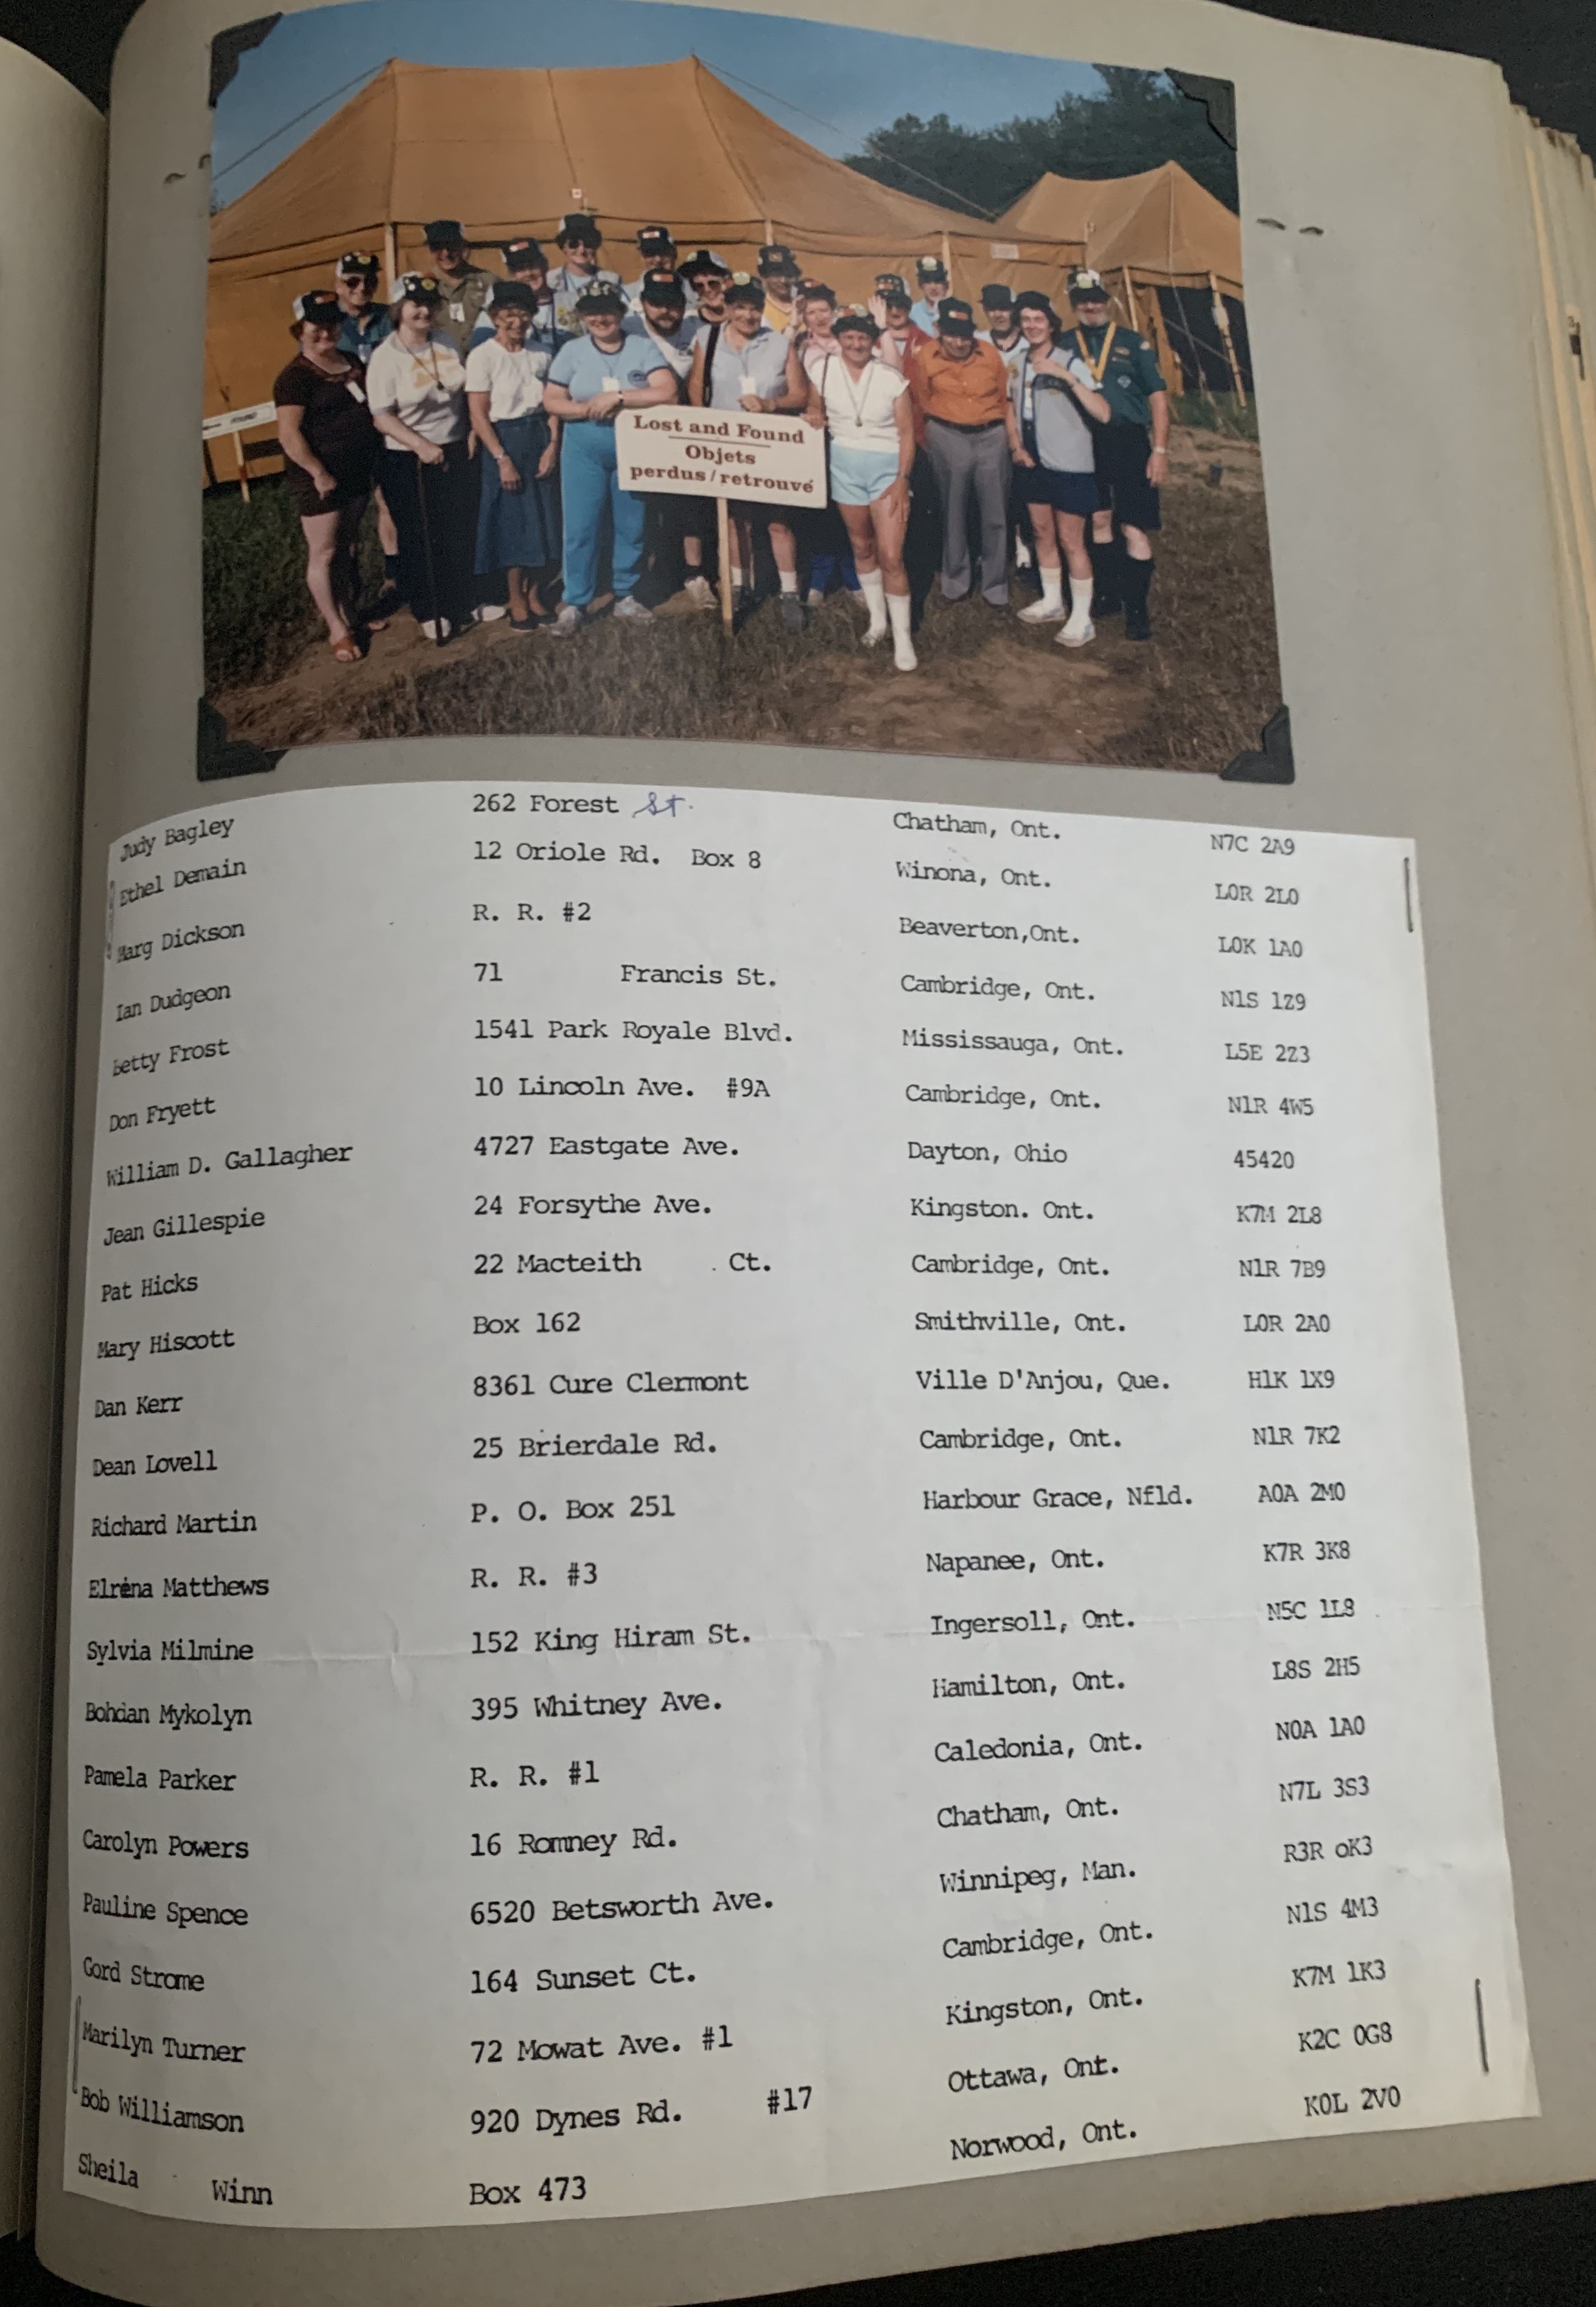 Lost and Found
Objets
perdus/retrouvé
Judy Bagley 262 Forest St. Chatham, Ont. N7C 2A9
Ethel Demain 12 Oriole Rd. Box 8 Winona, Ont. L0R 2L0
Marg Dickson R. R. #2 Beaverton,Ont. L0K 1A0
Ian Dudgeon 71 Francis St. Cambridge, Ont. N1S 1Z9
Betty Frost 1541 Park Royale Blvd. Mississauga, Ont. L5E 2Z3
Don Fryett 10 Lincoln Ave. #9A Cambridge, Ont. N1R 4W5
William D. Gallagher 4727 Eastgate Ave. Dayton, Ohio 45420
Jean Gillespie 24 Forsythe Ave. Kingston. Ont. K7M 2L8
Pat Hicks 22 Macteith Ct. Cambridge, Ont. N1R 7B9
Mary Hiscott Box 162 Smithville, Ont. L0R 2A0
Dan Kerr 8361 Cure Clermont Ville D'Anjou, Que. H1K 1X9
Dean Lovell 25 Brierdale Rd. Cambridge, Ont. N1R 7K2
Richard Martin P. O. Box 251 Harbour Grace, Nfld. A0A 2M0
Elrena Matthews R. R. #3 Napanee, Ont. K7R 3K8
Sylvia Milmine 152 King Hiram St. Ingersoll, Ont. N5C 1L8
Bohdan Mykolyn 395 Whitney Ave. Hamilton, Ont. L8S 2H5
Pamela Parker R. R. #1 Caledonia, Ont. N0A 1A0
Carolyn Powers 16 Romney Rd. Chatham, Ont. N7L 3S3
Pauline Spence 6520 Betsworth Ave. Winnipeg, Man. R3R oK3
Gord Strome 164 Sunset Ct. Cambridge, Ont. N1S 4M3
Marilyn Turner 72 Mowat Ave. #1 Kingston, Ont. K7M 1K3
Bob Williamson 920 Dynes Rd. #17 Ottawa, Ont. K2C 0G8
Sheila Winn Box 473 Norwood, Ont. K0L 2V0